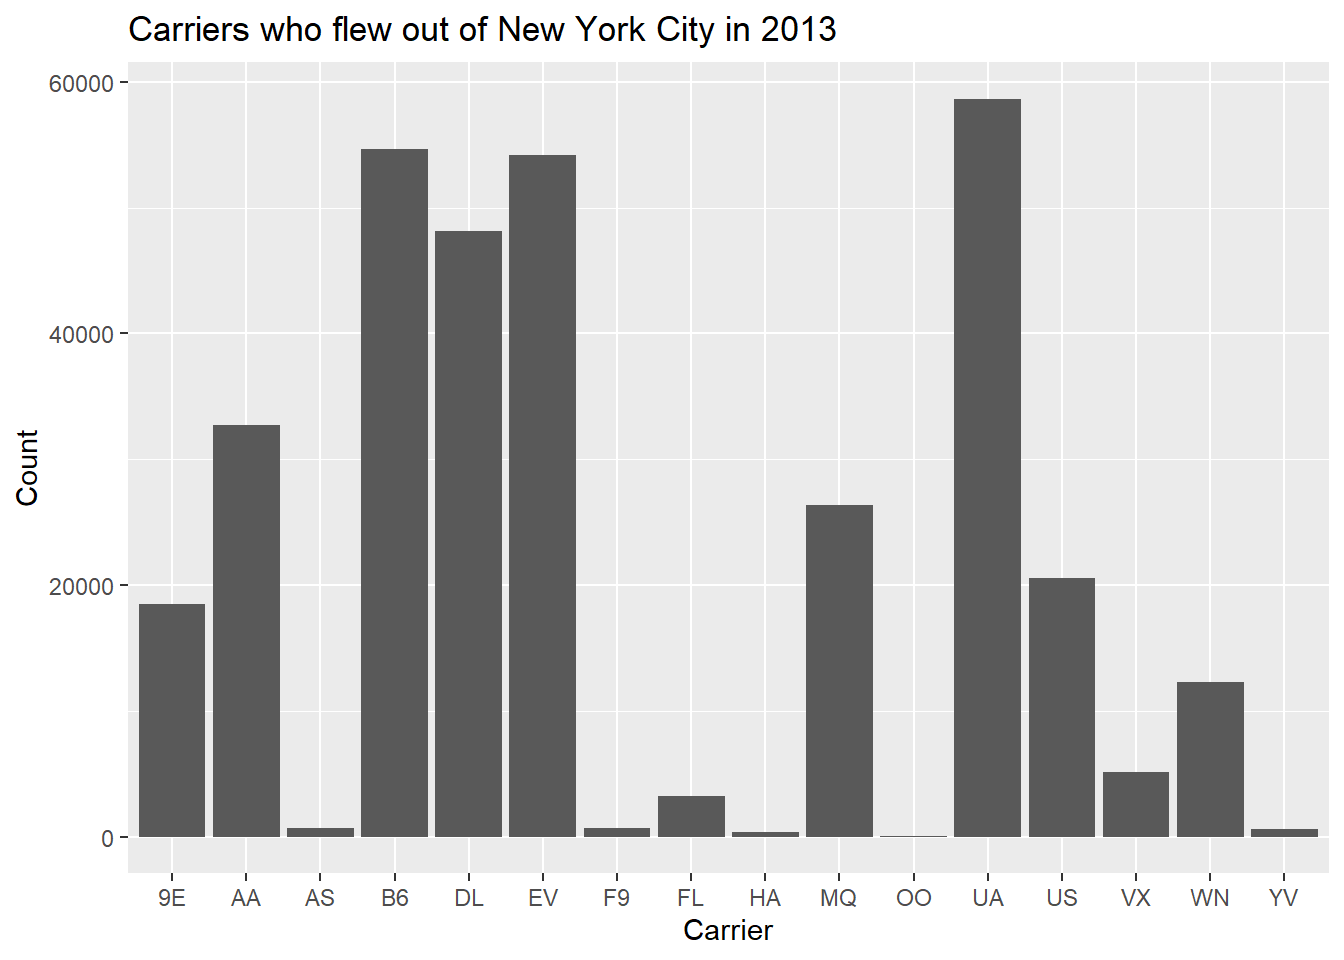 Carriers who flew out of New York City in 2013
60000
40000
20000
0
Count
9E AA AS B6 DL EV F9 FL HA MQ OO UA US VX WN YV
Carrier